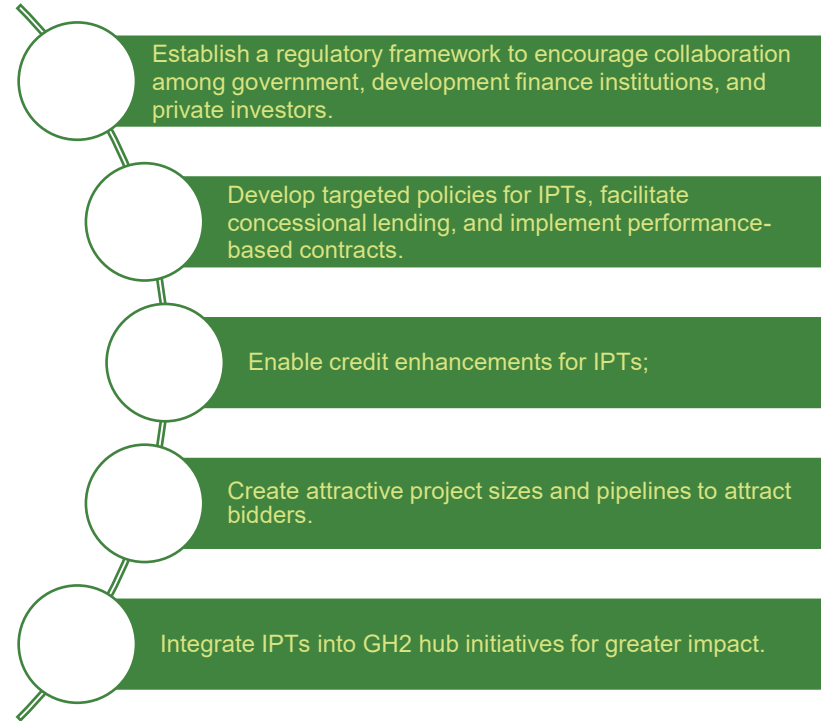 Establish a regulatory framework to encourage collaboration
among government, development finance institutions, and
private investors.
Develop targeted policies for IPTs, facilitate
concessional lending, and implement performance-
based contracts.
Enable credit enhancements for IPTs;
Create attractive project sizes and pipelines to attract
bidders.
Integrate IPTs into GH2 hub initiatives for greater impact.